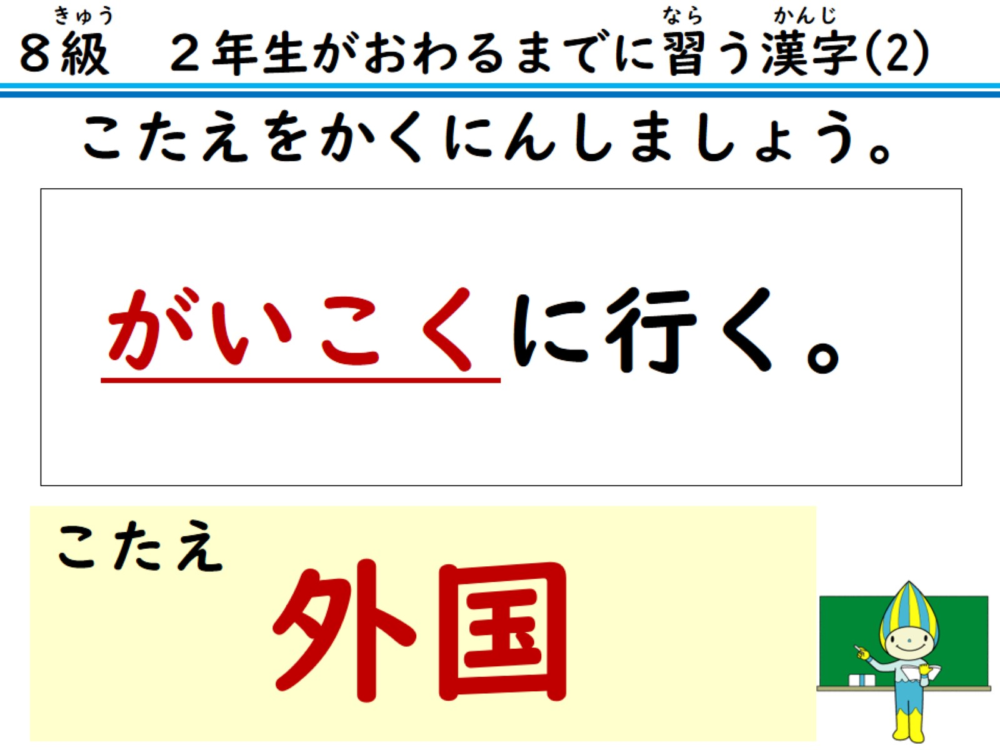 きゅう なら かんじ
８級　２年生がおわるまでに習う漢字(2)
こたえをかくにんしましょう。
がいこくに行く。
こたえ
外国